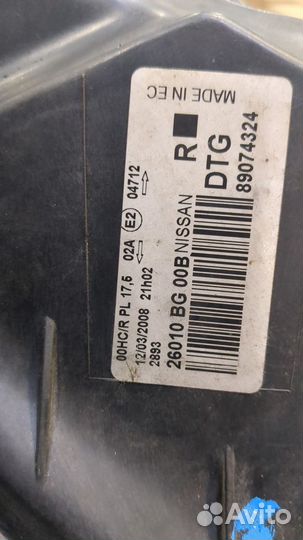 00HC/R PL 17,5 02A E2 04712
12/03/2008 21h02
2893
26010 BG 00B NISSAN
R
DTG
89074324
MADE IN EC
Avito